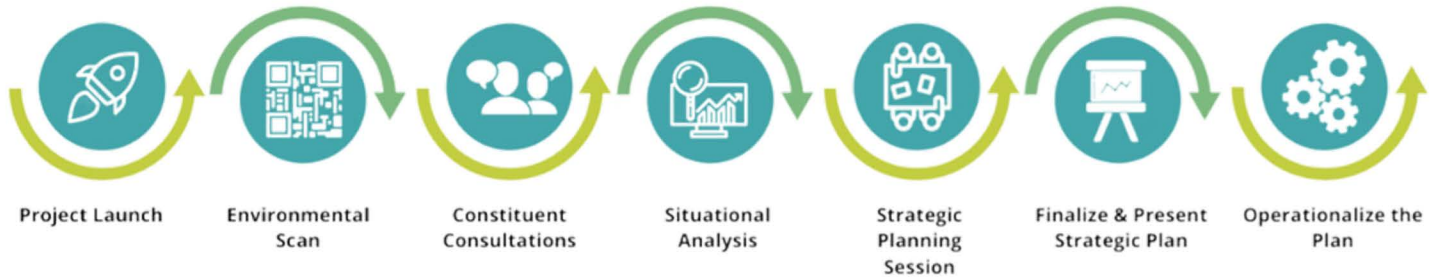 Project Launch
Environmental
Scan
Constituent
Consultations
Situational
Analysis
Strategic
Planning
Session
Finalize & Present
Strategic Plan
Operationalize the
Plan